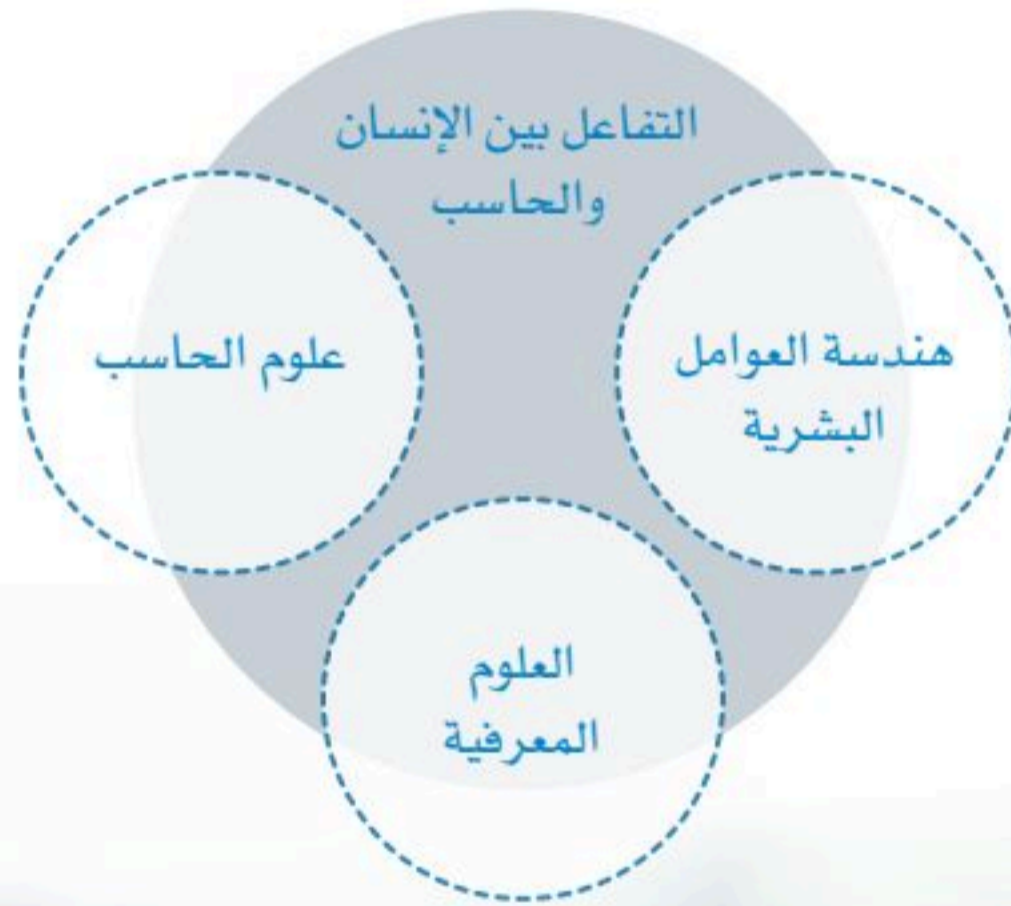 التفاعل بين الإنسان
والحاسب
هندسة العوامل
البشرية
علوم الحاسب
العلوم
المعرفية